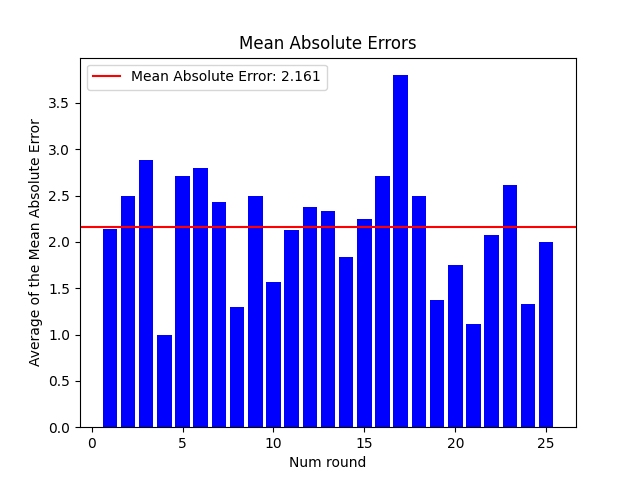 Mean Absolute Errors
Mean Absolute Error: 2.161
3.5
3.0
2.5
2.0
1.5
1.0
0.5
0.0
Average of the Mean Absolute Error
0 5 10 15 20 25
Num round